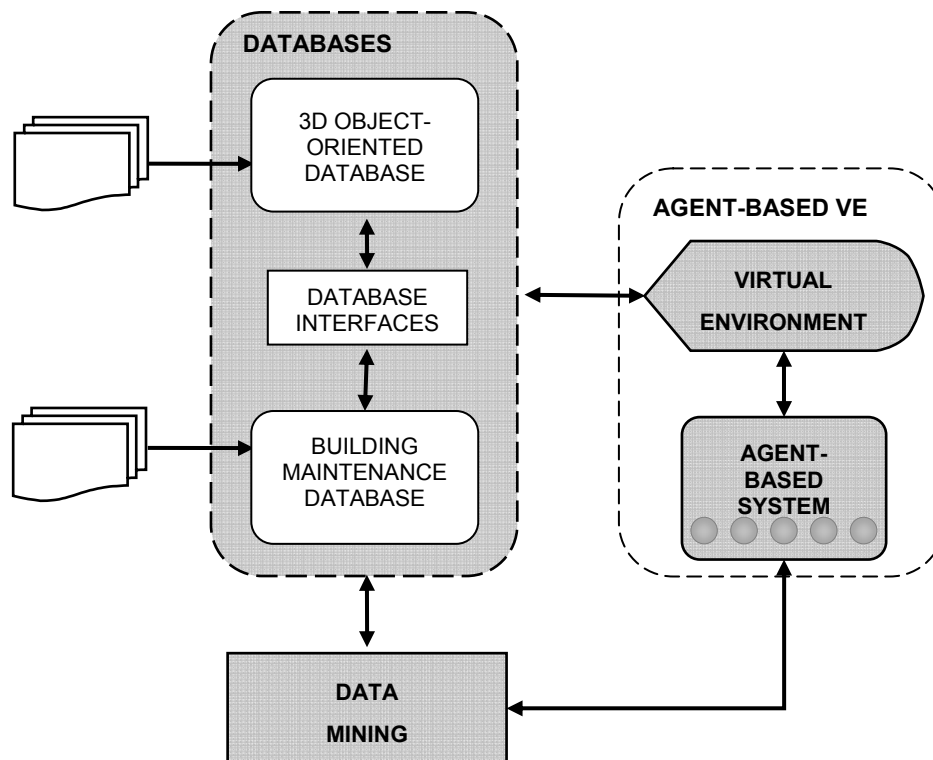 DATABASES
3D OBJECT-
ORIENTED
DATABASE
DATABASE
INTERFACES
BUILDING
MAINTENANCE
DATABASE
AGENT-BASED VE
VIRTUAL
ENVIRONMENT
AGENT-
BASED
SYSTEM
DATA
MINING